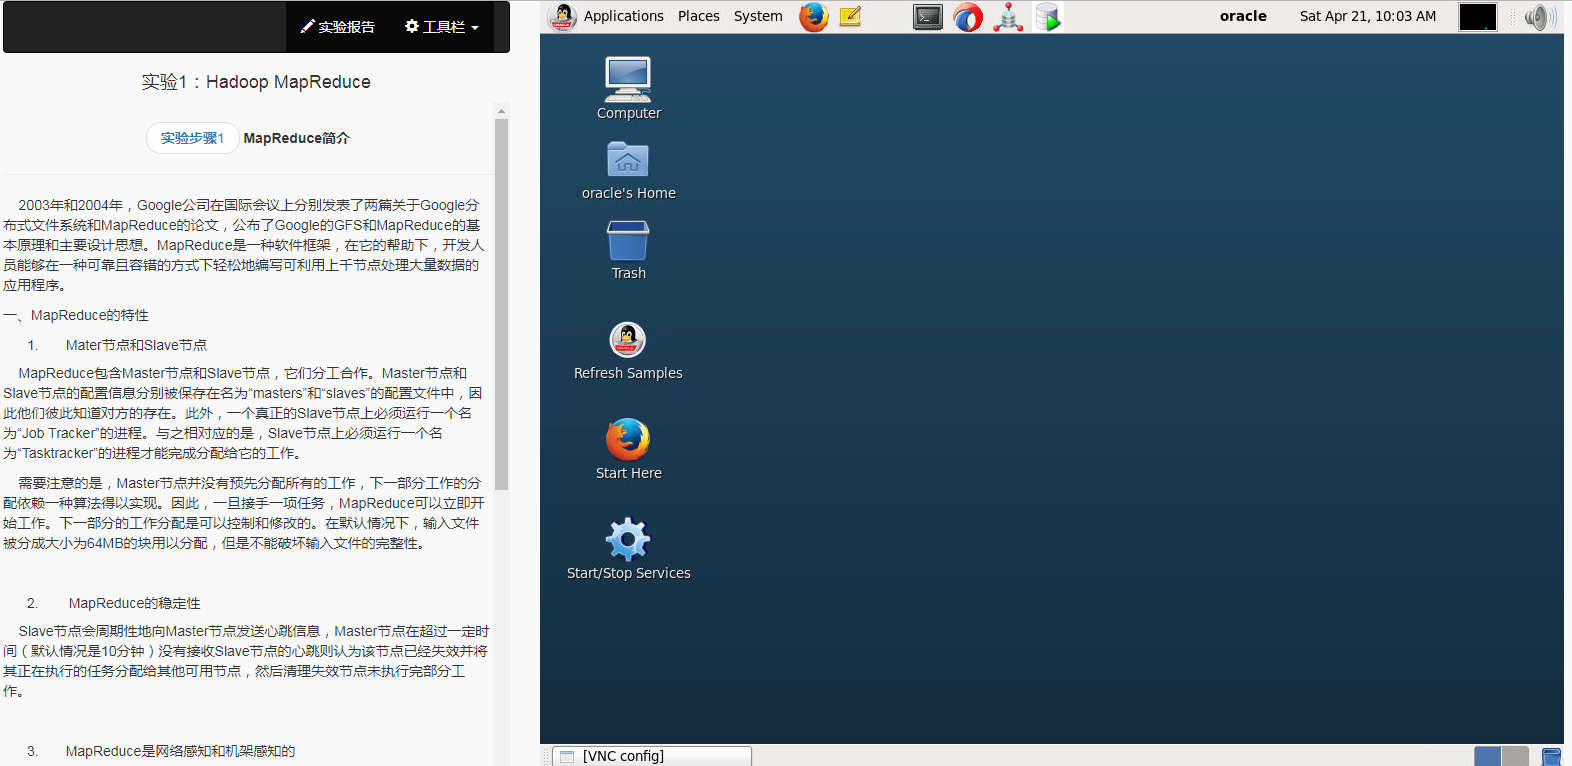 实验报告 工具栏
实验1：Hadoop MapReduce
实验步骤1 MapReduce简介
2003年和2004年，Google公司在国际会议上分别发表了两篇关于Google分
布式文件系统和MapReduce的论文，公布了Google的GFS和MapReduce的基
本原理和主要设计思想。MapReduce是一种软件框架，在它的帮助下，开发人
员能够在一种可靠且容错的方式下轻松地编写可利用上千节点处理大量数据的
应用程序。
一、MapReduce的特性
1. Mater节点和Slave节点
MapReduce包含Master节点和Slave节点，它们分工合作。Master节点和
Slave节点的配置信息分别被保存在名为“masters”和“slaves”的配置文件中，因
此他们彼此知道对方的存在。此外，一个真正的Slave节点上必须运行一个名
为“Job Tracker”的进程。与之相对应的是，Slave节点上必须运行一个名
为“Tasktracker”的进程才能完成分配给它的工作。
需要注意的是，Master节点并没有预先分配所有的工作，下一部分工作的分
配依赖一种算法得以实现。因此，一旦接手一项任务，MapReduce可以立即开
始工作。下一部分的工作分配是可以控制和修改的。在默认情况下，输入文件
被分成大小为64MB的块用以分配，但是不能破坏输入文件的完整性。
2. MapReduce的稳定性
Slave节点会周期性地向Master节点发送心跳信息，Master节点在超过一定时
间（默认情况是10分钟）没有接收Slave节点的心跳则认为该节点已经失效并将
其正在执行的任务分配给其他可用节点，然后清理失效节点未执行完部分工
作。
3. MapReduce是网络感知和机架感知的
Applications Places System oracle Sat Apr 21, 10:03 AM
Computer
oracle's Home
Trash
Refresh Samples
Start Here
Start/Stop Services
[VNC config]